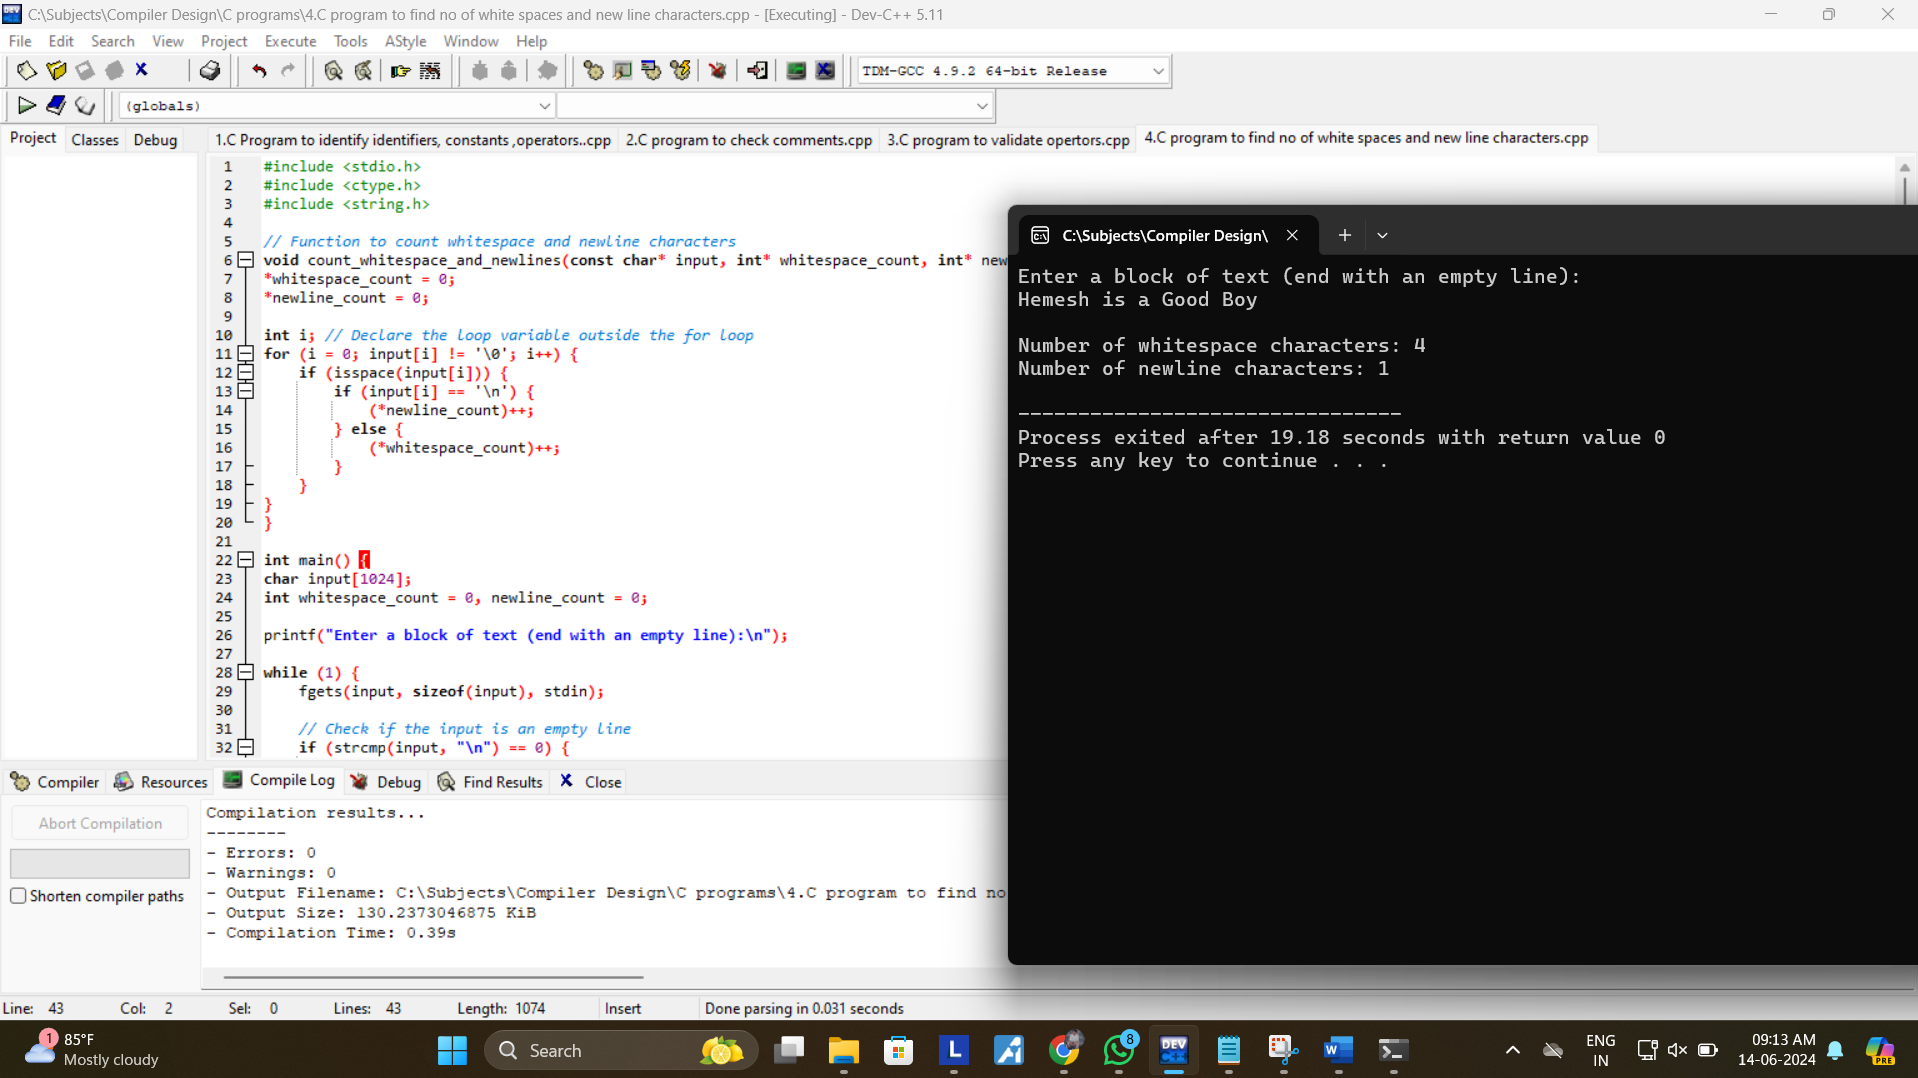 C:\Subjects\Compiler Design\C programs\4.C program to find no of white spaces and new line characters.cpp - [Executing] - Dev-C++ 5.11
File Edit Search View Project Execute Tools AStyle Window Help
TDM-GCC 4.9.2 64-bit Release
(globals)
Project Classes Debug
1.C Program to identify identifiers, constants ,operators..cpp 2.C program to check comments.cpp 3.C program to validate opertors.cpp 4.C program to find no of white spaces and new line characters.cpp
1 #include <stdio.h>
2 #include <ctype.h>
3 #include <string.h>
4
5 // Function to count whitespace and newline characters
6 void count_whitespace_and_newlines(const char* input, int* whitespace_count, int* new
7 *whitespace_count = 0;
8 *newline_count = 0;
9
10 int i; // Declare the loop variable outside the for loop
11 for (i = 0; input[i] != '\0'; i++) {
12 if (isspace(input[i])) {
13 if (input[i] == '\n') {
14 (*newline_count)++;
15 } else {
16 (*whitespace_count)++;
17 }
18 }
19 }
20 }
21
22 int main() {
23 char input[1024];
24 int whitespace_count = 0, newline_count = 0;
25
26 printf("Enter a block of text (end with an empty line):\n");
27
28 while (1) {
29 fgets(input, sizeof(input), stdin);
30
31 // Check if the input is an empty line
32 if (strcmp(input, "\n") == 0) {
C:\Subjects\Compiler Design\
Enter a block of text (end with an empty line):
Hemesh is a Good Boy
Number of whitespace characters: 4
Number of newline characters: 1
--------------------------------
Process exited after 19.18 seconds with return value 0
Press any key to continue . . .
Compiler Resources Compile Log Debug Find Results Close
Abort Compilation
Shorten compiler paths
Compilation results...
--------
- Errors: 0
- Warnings: 0
- Output Filename: C:\Subjects\Compiler Design\C programs\4.C program to find no
- Output Size: 130.2373046875 KiB
- Compilation Time: 0.39s
Line: 43 Col: 2 Sel: 0 Lines: 43 Length: 1074 Insert Done parsing in 0.031 seconds
1
85°F
Mostly cloudy
Search
L
8
DEV
W
PRE
ENG
IN
09:13 AM
14-06-2024